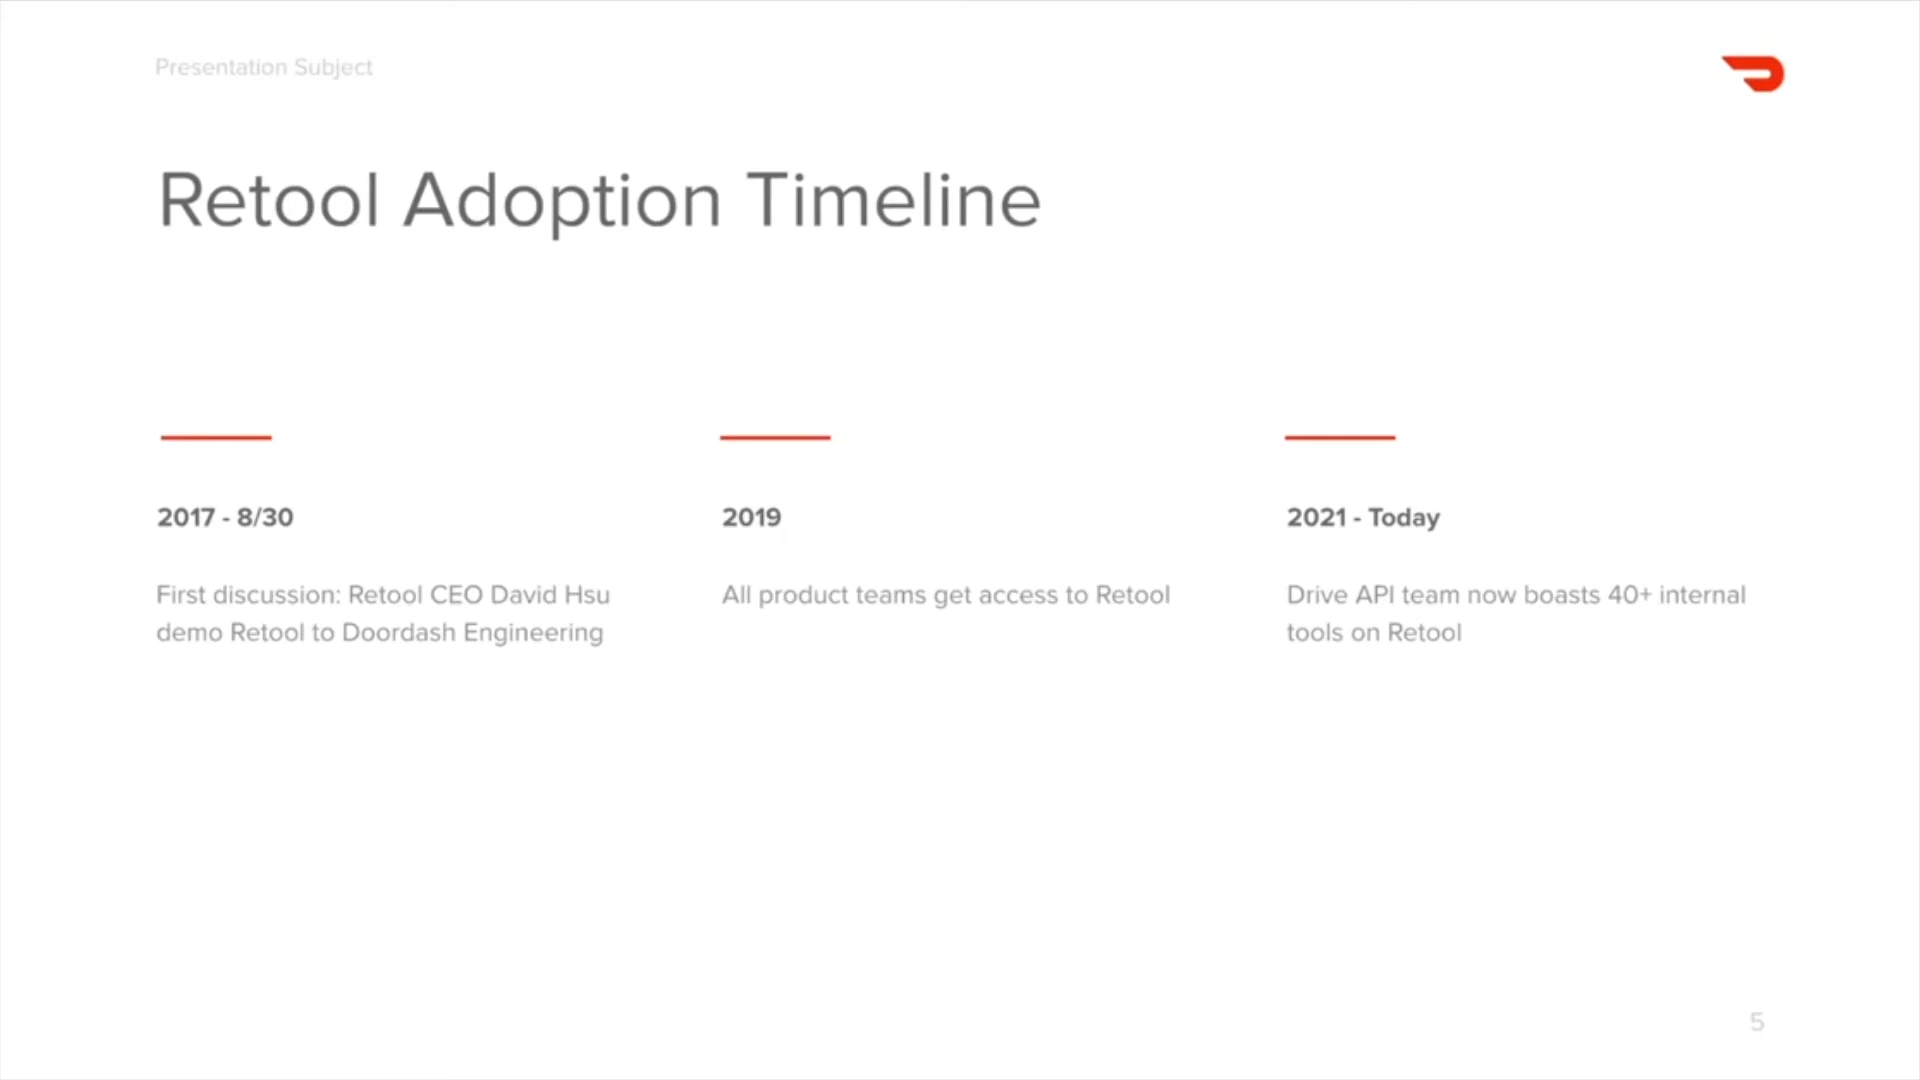 Presentation Subject
Retool Adoption Timeline
2017 - 8/30
First discussion: Retool CEO David Hsu
demo Retool to Doordash Engineering
2019
All product teams get access to Retool
2021 - Today
Drive API team now boasts 40+ internal
tools on Retool
5